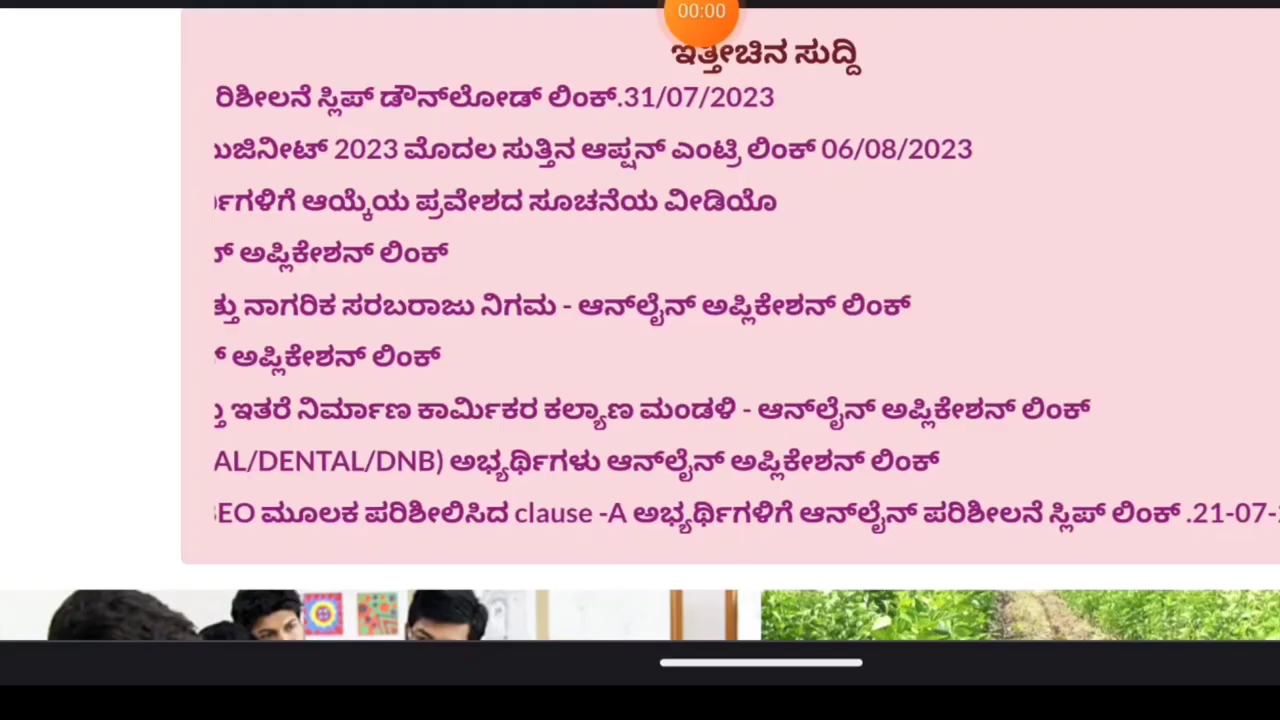 00:00
ಇತ್ತೀಚಿನ ಸುದ್ದಿ
ಸ್ಲಿಪ್ ಡೌನ್‌ಲೋಡ್ ಲಿಂಕ್.31/07/2023
2023 ಮೊದಲ ಸುತ್ತಿನ ಆಪ್ಷನ್ ಎಂಟ್ರಿ ಲಿಂಕ್ 06/08/2023
ಆಯ್ಕೆಯ ಪ್ರವೇಶದ ಸೂಚನೆಯ ವೀಡಿಯೊ
ಅಪ್ಲಿಕೇಶನ್ ಲಿಂಕ್
ನಾಗರಿಕ ಸರಬರಾಜು ನಿಗಮ - ಆನ್‌ಲೈನ್ ಅಪ್ಲಿಕೇಶನ್ ಲಿಂಕ್
ಅಪ್ಲಿಕೇಶನ್ ಲಿಂಕ್
ಇತರೆ ನಿರ್ಮಾಣ ಕಾರ್ಮಿಕರ ಕಲ್ಯಾಣ ಮಂಡಳಿ - ಆನ್‌ಲೈನ್ ಅಪ್ಲಿಕೇಶನ್ ಲಿಂಕ್
AL/DENTAL/DNB) ಅಭ್ಯರ್ಥಿಗಳು ಆನ್‌ಲೈನ್ ಅಪ್ಲಿಕೇಶನ್ ಲಿಂಕ್
EO ಮೂಲಕ ಪರಿಶೀಲಿಸಿದ clause -A ಅಭ್ಯರ್ಥಿಗಳಿಗೆ ಆನ್‌ಲೈನ್ ಪರಿಶೀಲನೆ ಸ್ಲಿಪ್ ಲಿಂಕ್ .21-07-